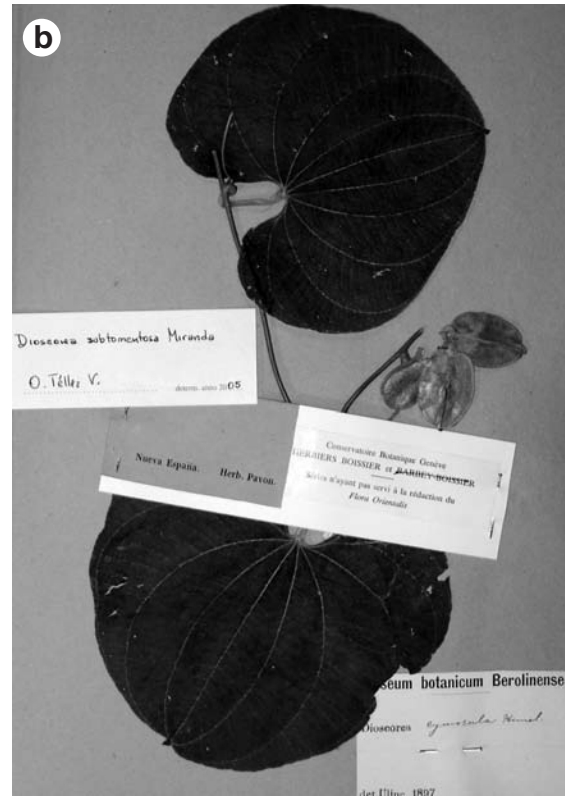 b
Dioscorea subtomentosa Miranda
O. Téllez V. determ. anno 2005
Nueva España. Herb. Pavon.
Conservatoire Botanique Genève
HERBIERS BOISSIER et BARBEY-BOISSIER
Série n'ayant pas servi à la rédaction du
Flora Orientalis
seum botanicum Berolinense
Dioscorea
det Uline 1897